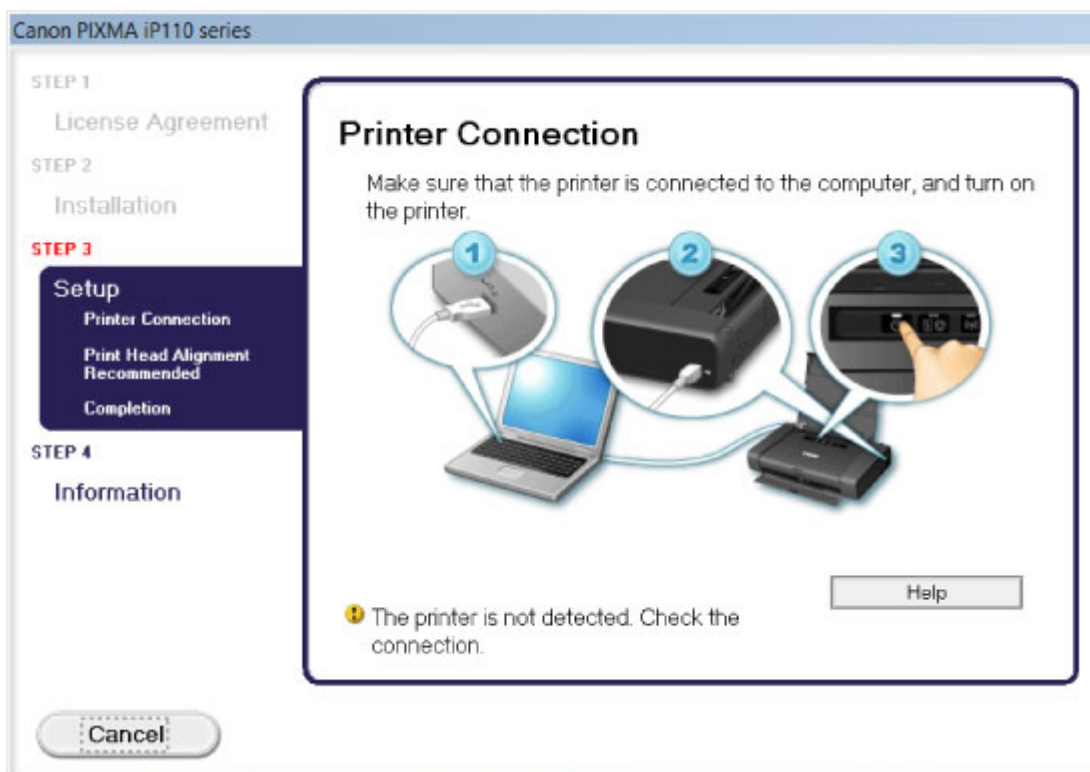 Canon PIXMA iP110 series
STEP 1
License Agreement
STEP 2
Installation
STEP 3
Setup
Printer Connection
Print Head Alignment
Recommended
Completion
STEP 4
Information
Printer Connection
Make sure that the printer is connected to the computer, and turn on
the printer.
1
2
3
Help
The printer is not detected. Check the
connection.
Cancel